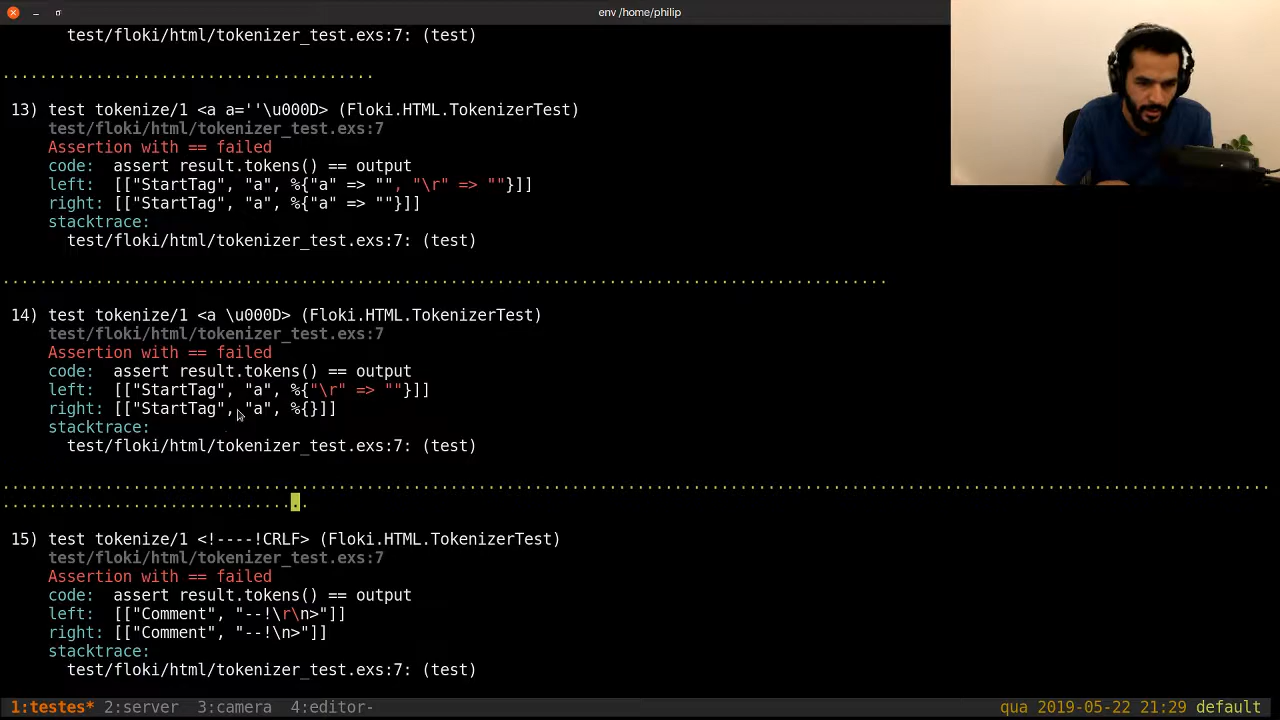 env /home/philip
test/floki/html/tokenizer_test.exs:7: (test)
........................................
13) test tokenize/1 <a a=''\u000D> (Floki.HTML.TokenizerTest)
test/floki/html/tokenizer_test.exs:7
Assertion with == failed
code:  assert result.tokens() == output
left:  [["StartTag", "a", %{"a" => "", "\r" => ""}]]
right: [["StartTag", "a", %{"a" => ""}]]
stacktrace:
test/floki/html/tokenizer_test.exs:7: (test)
...............................................................................................
14) test tokenize/1 <a \u000D> (Floki.HTML.TokenizerTest)
test/floki/html/tokenizer_test.exs:7
Assertion with == failed
code:  assert result.tokens() == output
left:  [["StartTag", "a", %{"\r" => ""}]]
right: [["StartTag", "a", %{}]]
stacktrace:
test/floki/html/tokenizer_test.exs:7: (test)
........................................................................................................................................
.................................
15) test tokenize/1 <!----!CRLF> (Floki.HTML.TokenizerTest)
test/floki/html/tokenizer_test.exs:7
Assertion with == failed
code:  assert result.tokens() == output
left:  [["Comment", "--!\r\n>"]]
right: [["Comment", "--!\n>"]]
stacktrace:
test/floki/html/tokenizer_test.exs:7: (test)
1:testes* 2:server  3:camera  4:editor- qua 2019-05-22 21:29 default